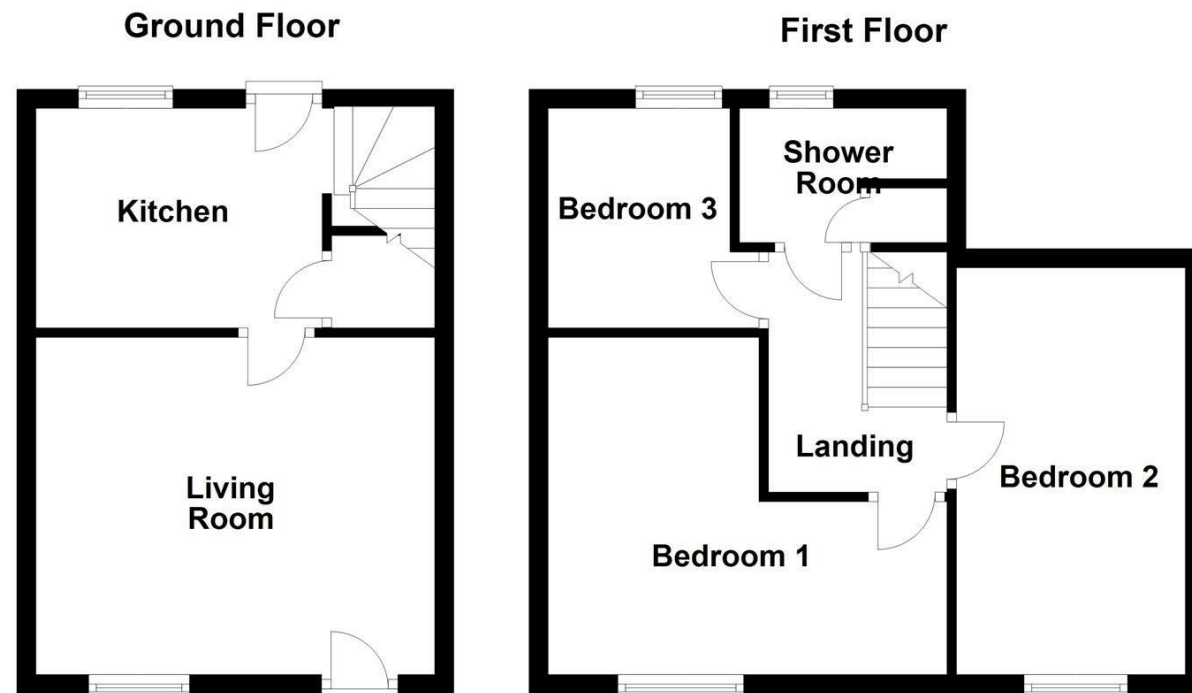 Ground Floor
Kitchen
Living
Room
First Floor
Shower
Room
Bedroom 3
Landing
Bedroom 2
Bedroom 1